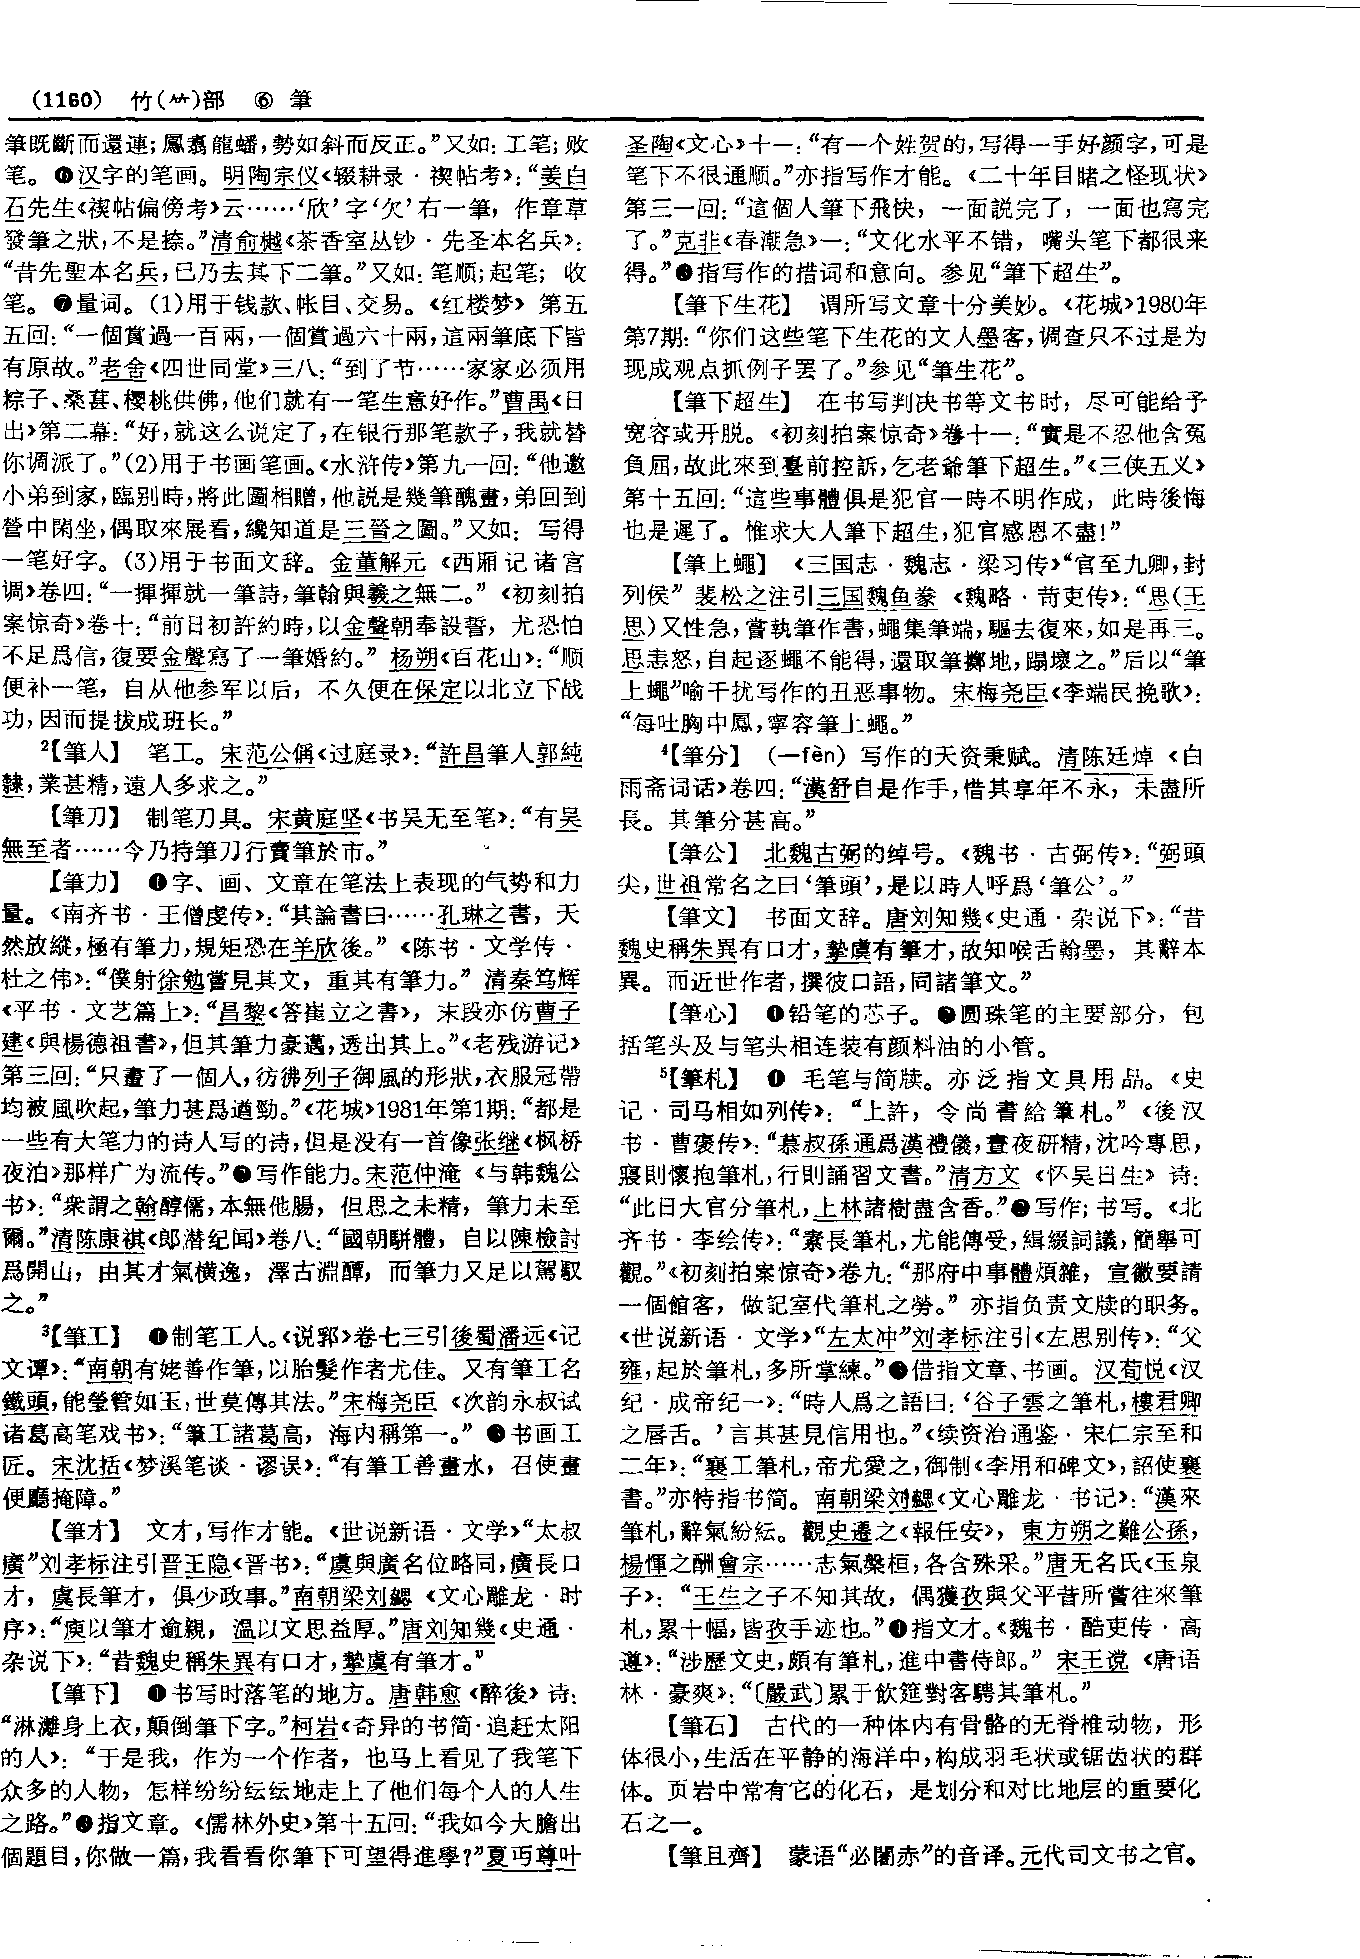 (1160) 竹(⺮)部 ⑥ 筆
筆既斷而還連；鳳翥龍蟠，勢如斜而反正。”又如：工笔；败
笔。❻汉字的笔画。明陶宗仪《辍耕录·禊帖考》：“姜白
石先生《禊帖偏傍考》云……‘欣’字‘欠’右一筆，作章草
發筆之狀，不是捺。”清俞樾《茶香室丛钞·先圣本名兵》：
“昔先聖本名兵，已乃去其下二筆。”又如：笔顺；起笔；收
笔。❼量词。(1)用于钱款、帐目、交易。《红楼梦》第五
五回：“一個賞過一百兩，一個賞過六十兩，這兩筆底下皆
有原故。”老舍《四世同堂》三八：“到了节……家家必须用
粽子、桑葚、樱桃供佛，他们就有一笔生意好作。”曹禺《日
出》第二幕：“好，就这么说定了，在银行那笔款子，我就替
你调派了。”(2)用于书画笔画。《水浒传》第九一回：“他邀
小弟到家，臨别時，將此圖相贈，他説是幾筆醜畫，弟回到
營中閑坐，偶取來展看，纔知道是三晉之圖。”又如：写得
一笔好字。(3)用于书面文辞。金董解元《西厢记诸宫
调》卷四：“一揮揮就一筆詩，筆翰與羲之無二。”《初刻拍
案惊奇》卷十：“前日初許約時，以金聲朝奉設誓，尤恐怕
不足爲信，復要金聲寫了一筆婚約。”杨朔《百花山》：“顺
便补一笔，自从他参军以后，不久便在保定以北立下战
功，因而提拔成班长。”
²【筆人】 笔工。宋范公偁《过庭录》：“許昌筆人郭純
隸，業甚精，遠人多求之。”
【筆刀】 制笔刀具。宋黄庭坚《书吴无至笔》：“有吴
無至者……今乃持筆刀行賣筆於市。”
【筆力】 ❶字、画、文章在笔法上表现的气势和力
量。《南齐书·王僧虔传》：“其論書曰……孔琳之書，天
然放縱，極有筆力，規矩恐在羊欣後。”《陈书·文学传·
杜之伟》：“僕射徐勉嘗見其文，重其有筆力。”清秦笃辉
《平书·文艺篇上》：“昌黎《答崔立之書》，末段亦仿曹子
建《與楊德祖書》，但其筆力豪邁，透出其上。”《老残游记》
第三回：“只畫了一個人，彷彿列子御風的形狀，衣服冠帶
均被風吹起，筆力甚爲遒勁。”《花城》1981年第1期：“都是
一些有大笔力的诗人写的诗，但是没有一首像张继《枫桥
夜泊》那样广为流传。”❷写作能力。宋范仲淹《与韩魏公
书》：“衆謂之翰醇儒，本無他腸，但思之未精，筆力未至
爾。”清陈康祺《郎潜纪闻》卷八：“國朝駢體，自以陳檢討
爲開山，由其才氣横逸，澤古淵醰，而筆力又足以駕馭
之。”
³【筆工】 ❶制笔工人。《说郛》卷七三引後蜀潘远《记
文谭》：“南朝有姥善作筆，以胎髮作者尤佳。又有筆工名
鐵頭，能瑩管如玉，世莫傳其法。”宋梅尧臣《次韵永叔试
诸葛高笔戏书》：“筆工諸葛高，海内稱第一。”❷书画工
匠。宋沈括《梦溪笔谈·谬误》：“有筆工善畫水，召使畫
便廳掩障。”
【筆才】 文才，写作才能。《世说新语·文学》“太叔
廣”刘孝标注引晋王隐《晋书》：“虞與廣名位略同，廣長口
才，虞長筆才，俱少政事。”南朝梁刘勰《文心雕龙·时
序》：“庾以筆才逾親，温以文思益厚。”唐刘知幾《史通·
杂说下》：“昔魏史稱朱異有口才，摯虞有筆才。”
【筆下】 ❶书写时落笔的地方。唐韩愈《醉後》诗：
“淋灕身上衣，顛倒筆下字。”柯岩《奇异的书简·追赶太阳
的人》：“于是我，作为一个作者，也马上看见了我笔下
众多的人物，怎样纷纷纭纭地走上了他们每个人的人生
之路。”❷指文章。《儒林外史》第十五回：“我如今大膽出
個題目，你做一篇，我看看你筆下可望得進學？”夏丏尊叶
圣陶《文心》十一：“有一个姓贺的，写得一手好颜字，可是
笔下不很通顺。”亦指写作才能。《二十年目睹之怪现状》
第三一回：“這個人筆下飛快，一面説完了，一面也寫完
了。”克非《春潮急》一：“文化水平不错，嘴头笔下都很来
得。”❸指写作的措词和意向。参见“筆下超生”。
【筆下生花】 谓所写文章十分美妙。《花城》1980年
第7期：“你们这些笔下生花的文人墨客，调查只不过是为
现成观点抓例子罢了。”参见“筆生花”。
【筆下超生】 在书写判决书等文书时，尽可能给予
宽容或开脱。《初刻拍案惊奇》卷十一：“實是不忍他含冤
負屈，故此來到臺前控訴，乞老爺筆下超生。”《三侠五义》
第十五回：“這些事體俱是犯官一時不明作成，此時後悔
也是遲了。惟求大人筆下超生，犯官感恩不盡！”
【筆上蠅】 《三国志·魏志·梁习传》“官至九卿，封
列侯”裴松之注引三国魏鱼豢《魏略·苛吏传》：“思(王
思)又性急，嘗執筆作書，蠅集筆端，驅去復來，如是再三。
思恚怒，自起逐蠅不能得，還取筆擲地，蹋壞之。”后以“筆
上蠅”喻干扰写作的丑恶事物。宋梅尧臣《李端民挽歌》：
“每吐胸中鳳，寧容筆上蠅。”
⁴【筆分】 (—fèn) 写作的天资秉赋。清陈廷焯《白
雨斋词话》卷四：“漢舒自是作手，惜其享年不永，未盡所
長。其筆分甚高。”
【筆公】 北魏古弼的绰号。《魏书·古弼传》：“弼頭
尖，世祖常名之曰‘筆頭’，是以時人呼爲‘筆公’。”
【筆文】 书面文辞。唐刘知幾《史通·杂说下》：“昔
魏史稱朱異有口才，摯虞有筆才，故知喉舌翰墨，其辭本
異。而近世作者，撰彼口語，同諸筆文。”
【筆心】 ❶铅笔的芯子。❷圆珠笔的主要部分，包
括笔头及与笔头相连装有颜料油的小管。
⁵【筆札】 ❶毛笔与简牍。亦泛指文具用品。《史
记·司马相如列传》：“上許，令尚書給筆札。”《後汉
书·曹褒传》：“慕叔孫通爲漢禮儀，晝夜研精，沈吟專思，
寢則懷抱筆札，行則誦習文書。”清方文《怀吴日生》诗：
“此日大官分筆札，上林諸樹盡含香。”❷写作；书写。《北
齐书·李绘传》：“素長筆札，尤能傳受，緝綴詞議，簡舉可
觀。”《初刻拍案惊奇》卷九：“那府中事體煩雜，宣徽要請
一個館客，做記室代筆札之勞。”亦指负责文牍的职务。
《世说新语·文学》“左太冲”刘孝标注引《左思别传》：“父
雍，起於筆札，多所掌練。”❸借指文章、书画。汉荀悦《汉
纪·成帝纪一》：“時人爲之語曰：‘谷子雲之筆札，樓君卿
之唇舌。’言其甚見信用也。”《续资治通鉴·宋仁宗至和
二年》：“襄工筆札，帝尤愛之，御制《李用和碑文》，詔使襄
書。”亦特指书简。南朝梁刘勰《文心雕龙·书记》：“漢來
筆札，辭氣紛紜。觀史遷之《報任安》，東方朔之難公孫，
楊惲之酬會宗……志氣槃桓，各含殊采。”唐无名氏《玉泉
子》：“王生之子不知其故，偶獲孜與父平昔所嘗往來筆
札，累十幅，皆孜手迹也。”❹指文才。《魏书·酷吏传·高
遵》：“涉歷文史，頗有筆札，進中書侍郎。”宋王谠《唐语
林·豪爽》：“〔嚴武〕累于飲筵對客騁其筆札。”
【筆石】 古代的一种体内有骨骼的无脊椎动物，形
体很小，生活在平静的海洋中，构成羽毛状或锯齿状的群
体。页岩中常有它的化石，是划分和对比地层的重要化
石之一。
【筆且齊】 蒙语“必闍赤”的音译。元代司文书之官。